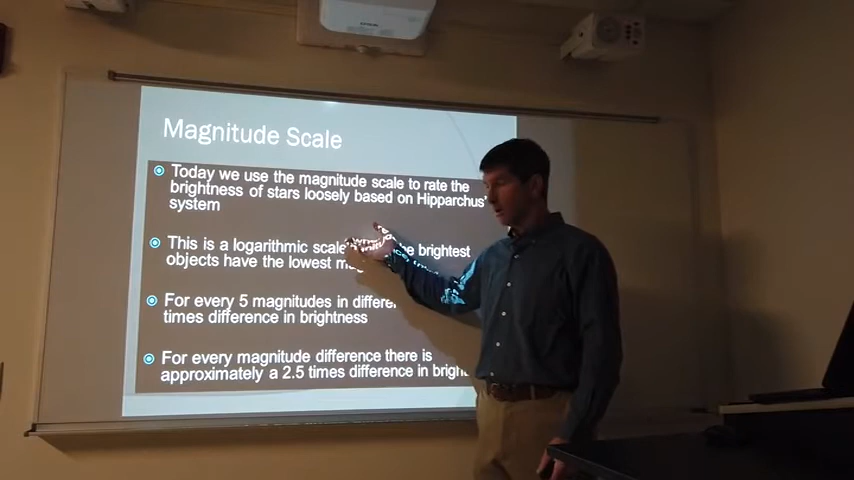 EPSON
Magnitude Scale
Today we use the magnitude scale to rate the
brightness of stars loosely based on Hipparchus'
system
This is a logarithmic scale brightest
objects have the lowest
For every 5 magnitudes in
times difference in brightness
For every magnitude difference there is
approximately a 2.5 times difference in